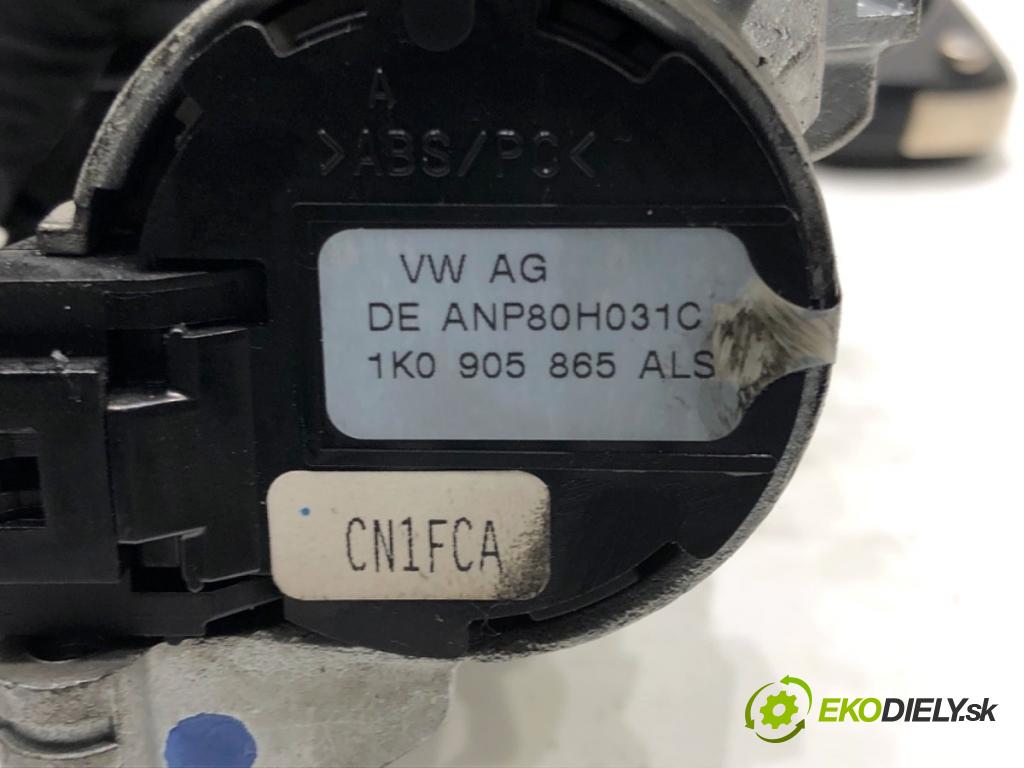 A
>ABS/PC<
VW AG
DE ANP80H031C
1K0 905 865 ALS
CN1FCA
EKODIELY.sk